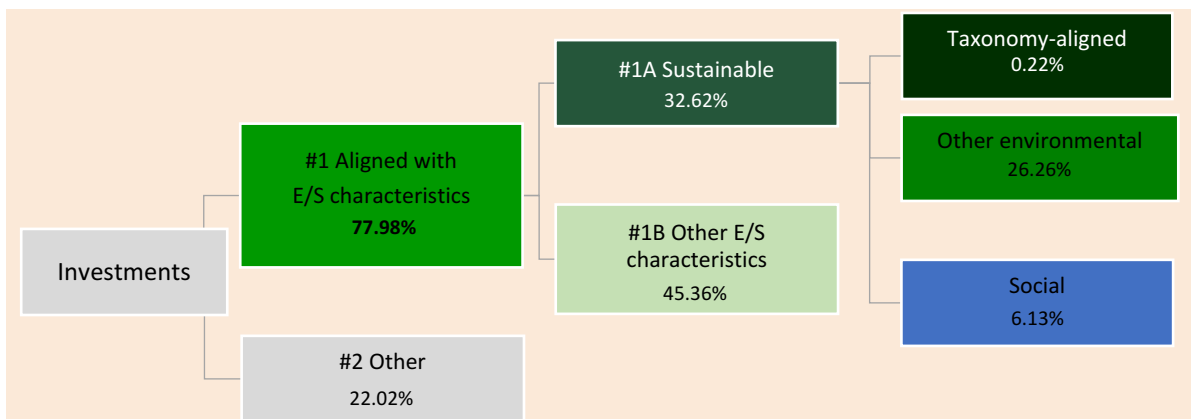 Investments
#1 Aligned with
E/S characteristics
77.98%
#2 Other
22.02%
#1A Sustainable
32.62%
#1B Other E/S
characteristics
45.36%
Taxonomy-aligned
0.22%
Other environmental
26.26%
Social
6.13%